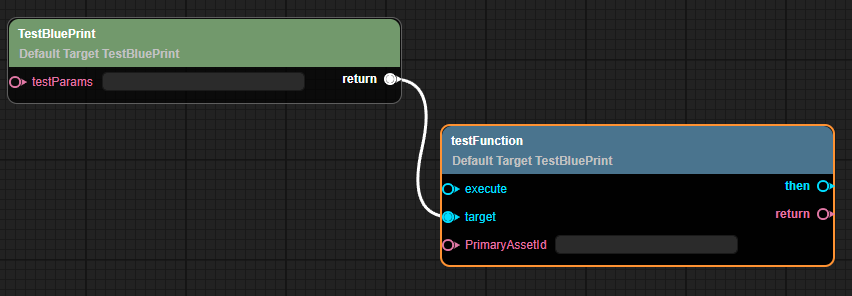 TestBluePrint
Default Target TestBluePrint
testParams
return
testFunction
Default Target TestBluePrint
execute
then
target
return
PrimaryAssetId